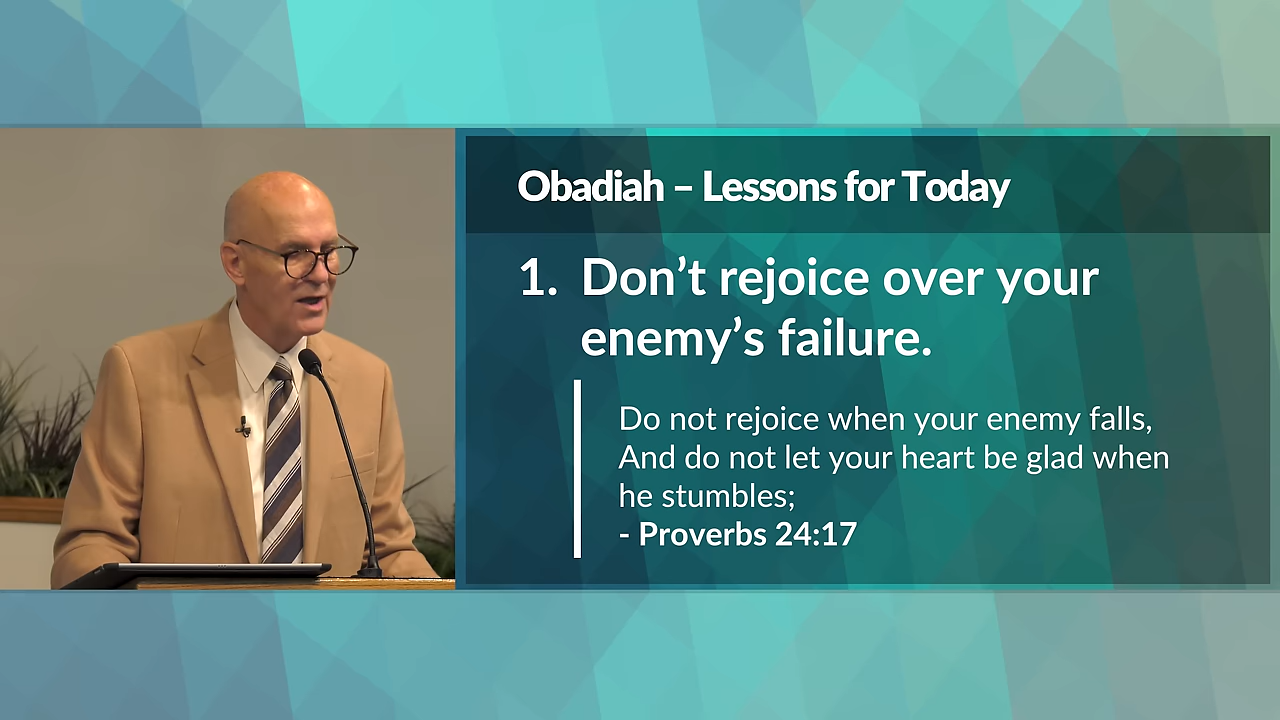 Obadiah – Lessons for Today
1. Don’t rejoice over your
enemy’s failure.
Do not rejoice when your enemy falls,
And do not let your heart be glad when
he stumbles;
- Proverbs 24:17